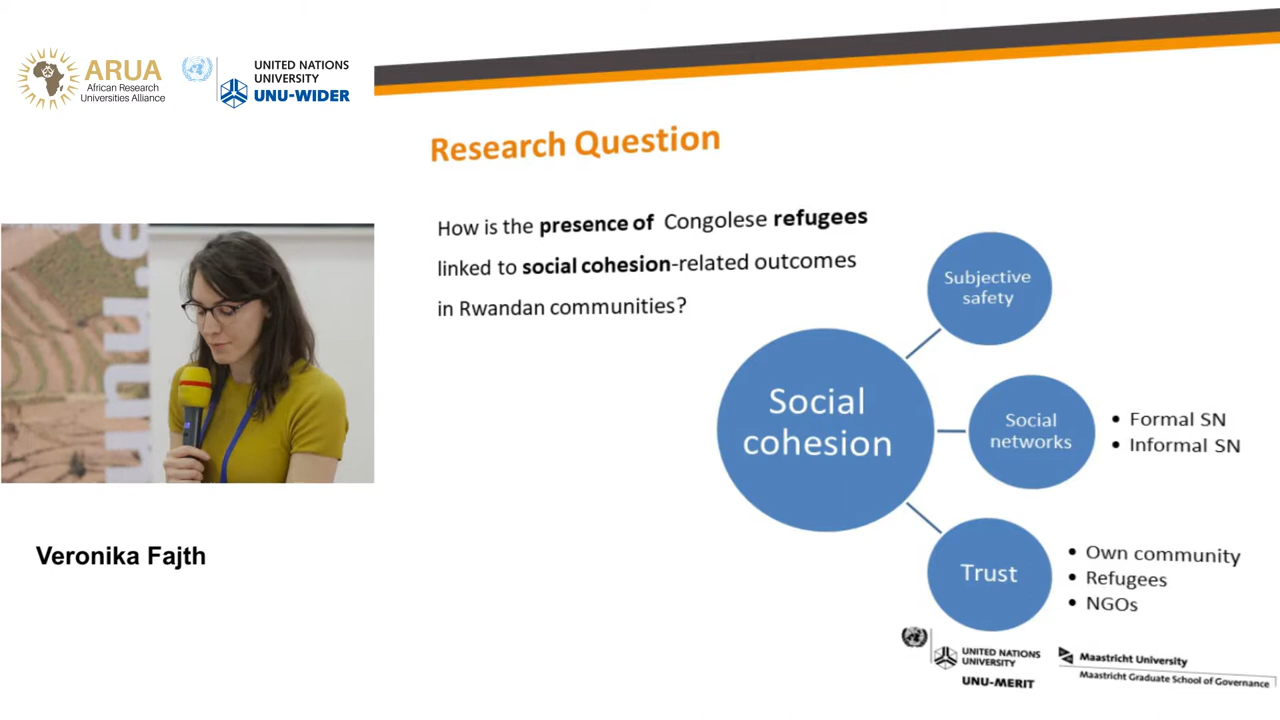 ARUA
African Research
Universities Alliance
UNITED NATIONS
UNIVERSITY
UNU-WIDER
Research Question
How is the presence of Congolese refugees
linked to social cohesion-related outcomes
in Rwandan communities?
Subjective
safety
Social
cohesion
Social
networks
• Formal SN
• Informal SN
Trust
• Own community
• Refugees
• NGOs
unu.e
Veronika Fajth
UNITED NATIONS
UNIVERSITY
UNU-MERIT
Maastricht University
Maastricht Graduate School of Governance